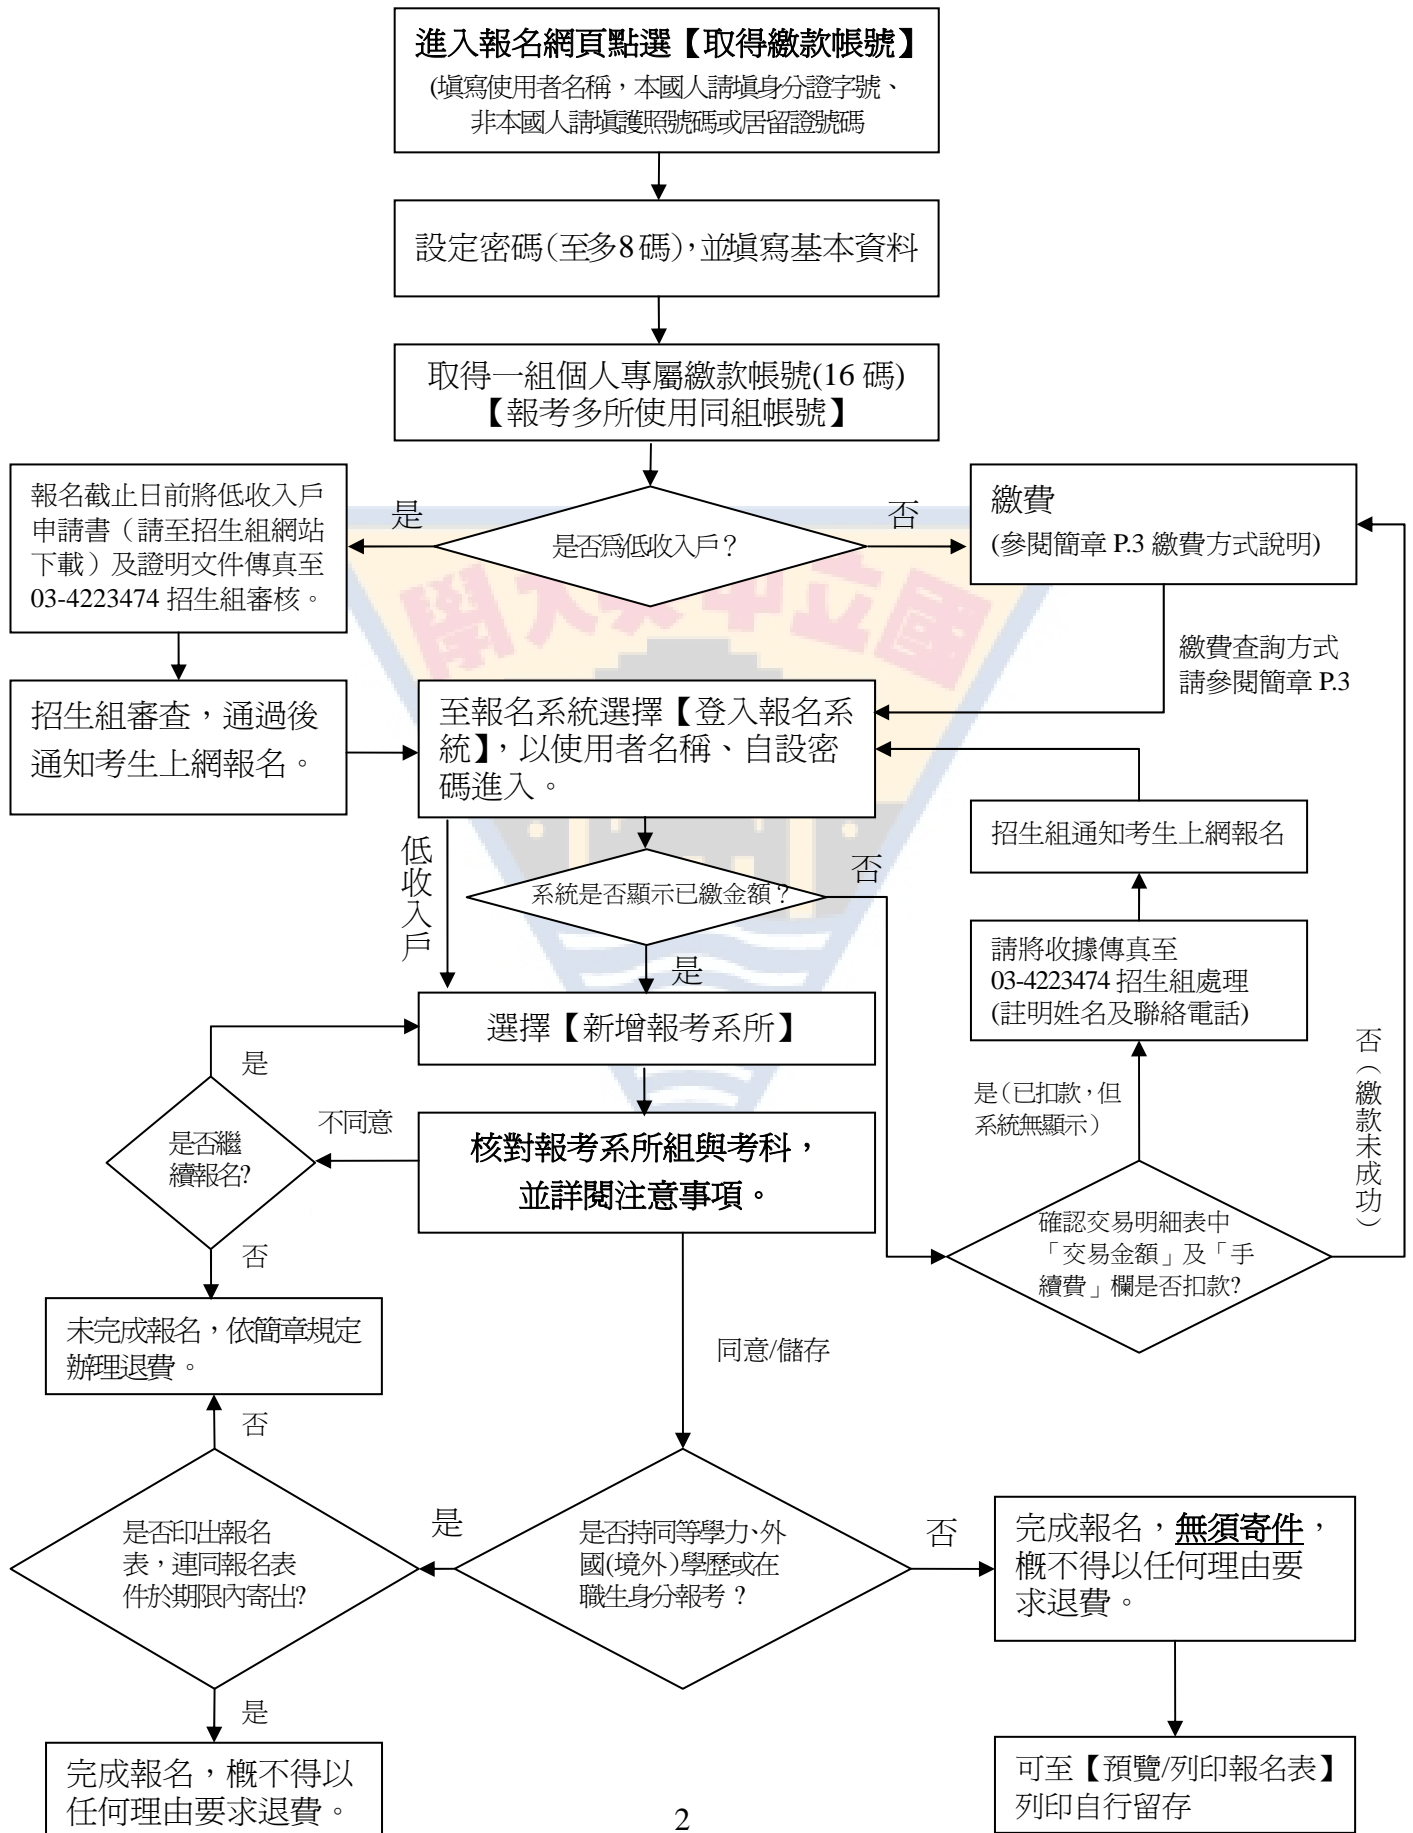 進入報名網頁點選【取得繳款帳號】
(填寫使用者名稱，本國人請填身分證字號、
非本國人請填護照號碼或居留證號碼
設定密碼(至多8碼),並填寫基本資料
取得一組個人專屬繳款帳號(16 碼)
【報考多所使用同組帳號】
報名截止日前將低收入戶
申請書（請至招生組網站
下載）及證明文件傳真至
03-4223474 招生組審核。
是
是否為低收入戶？
否
繳費
(參閱簡章 P.3 繳費方式說明)
國立中央大學
繳費查詢方式
請參閱簡章 P.3
招生組審查，通過後
通知考生上網報名。
至報名系統選擇【登入報名系
統】，以使用者名稱、自設密
碼進入。
招生組通知考生上網報名
低收入戶
系統是否顯示已繳金額？
否
請將收據傳真至
03-4223474 招生組處理
(註明姓名及聯絡電話)
是
選擇【新增報考系所】
是
否（繳款未成功）
是（已扣款，但
系統無顯示）
不同意
是否繼
續報名?
核對報考系所組與考科，
並詳閱注意事項。
確認交易明細表中
「交易金額」及「手
續費」欄是否扣款?
否
未完成報名，依簡章規定
辦理退費。
同意/儲存
否
是否印出報名
表，連同報名表
件於期限內寄出?
是
是否持同等學力、外
國(境外)學歷或在
職生身分報考？
否
完成報名，無須寄件，
概不得以任何理由要
求退費。
是
完成報名，概不得以
任何理由要求退費。
可至【預覽/列印報名表】
列印自行留存
2